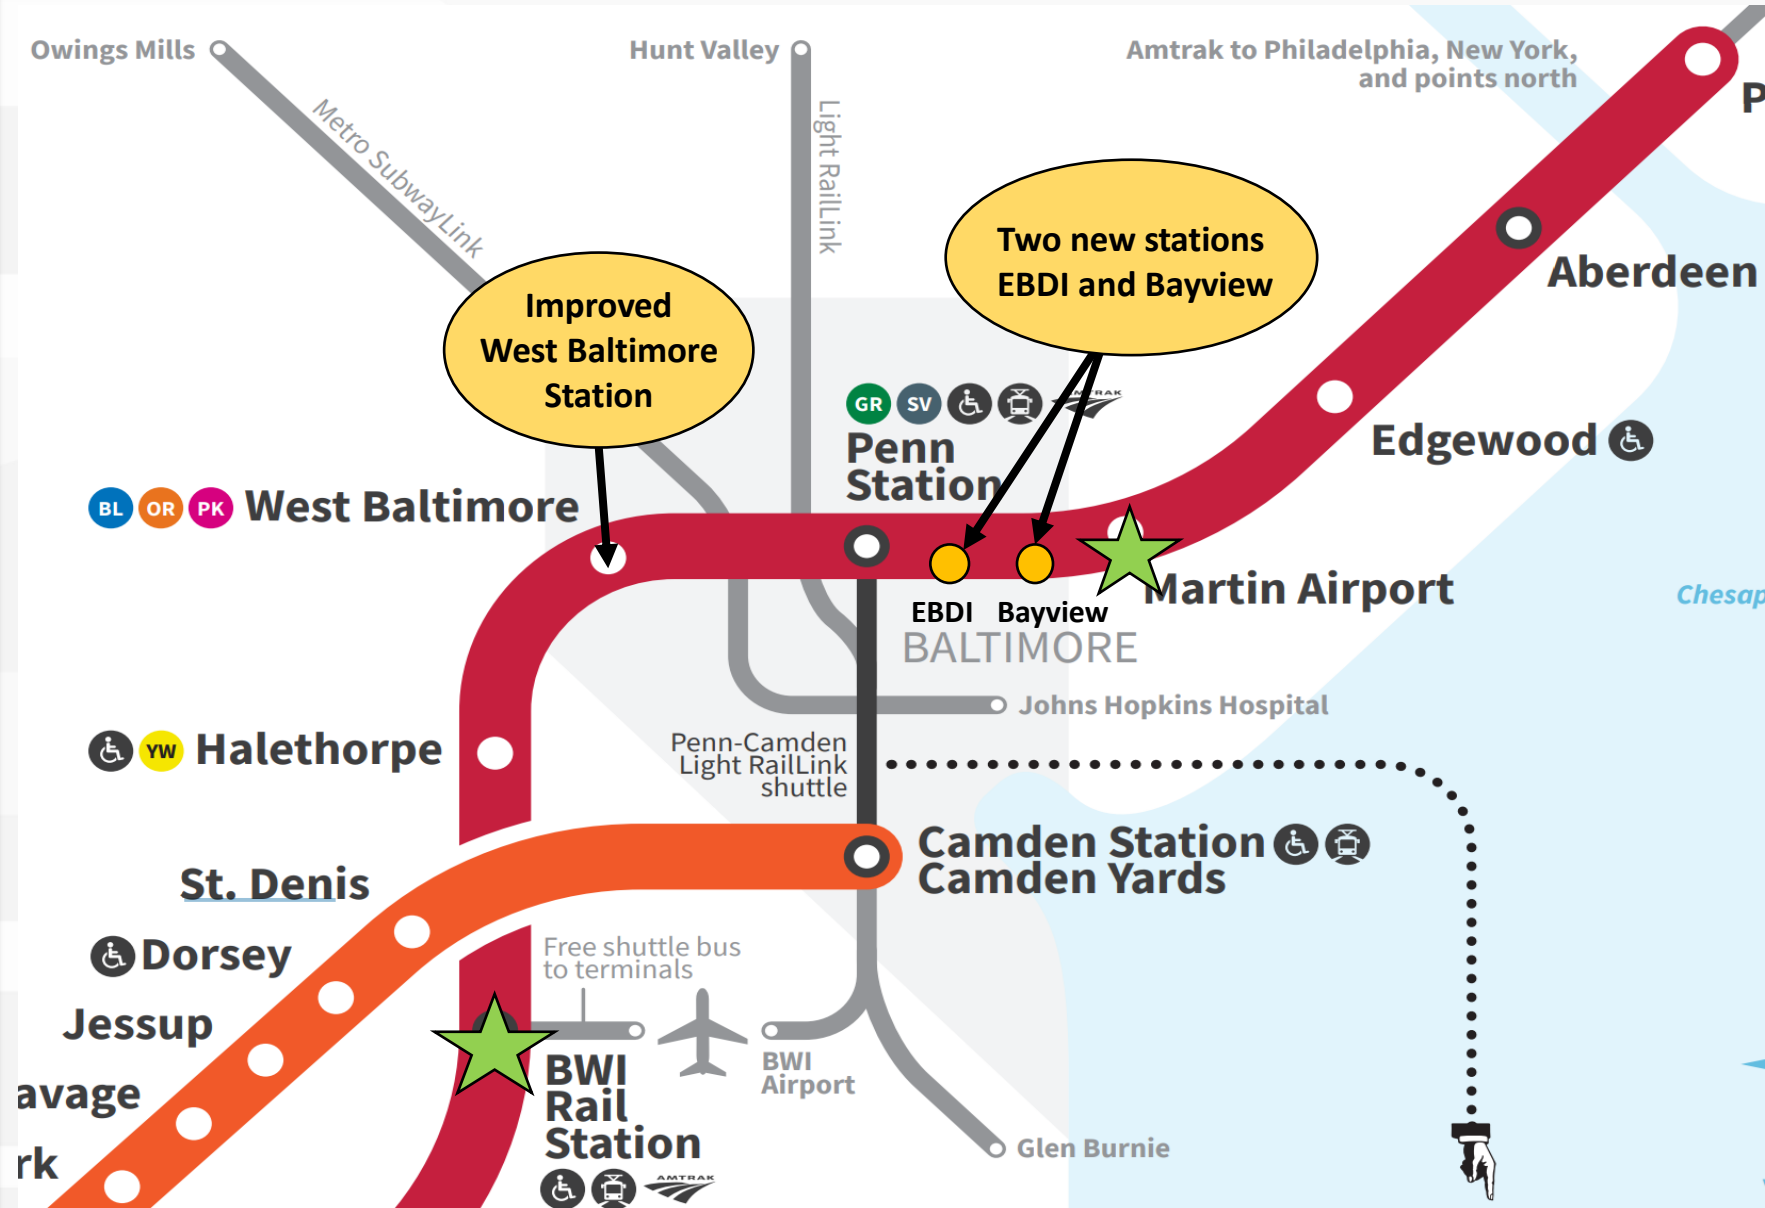 Owings Mills
Hunt Valley
Amtrak to Philadelphia, New York,
and points north
P
Metro SubwayLink
Light RailLink
Two new stations
EBDI and Bayview
Aberdeen
Improved
West Baltimore
Station
GR SV AMTRAK
Penn
Station
Edgewood
BL OR PK West Baltimore
Martin Airport
EBDI Bayview
BALTIMORE
Chesap
Johns Hopkins Hospital
YW Halethorpe
Penn-Camden
Light RailLink
shuttle
Camden Station
Camden Yards
St. Denis
Dorsey
Free shuttle bus
to terminals
Jessup
BWI
Rail
Station
AMTRAK
BWI
Airport
avage
Glen Burnie
rk